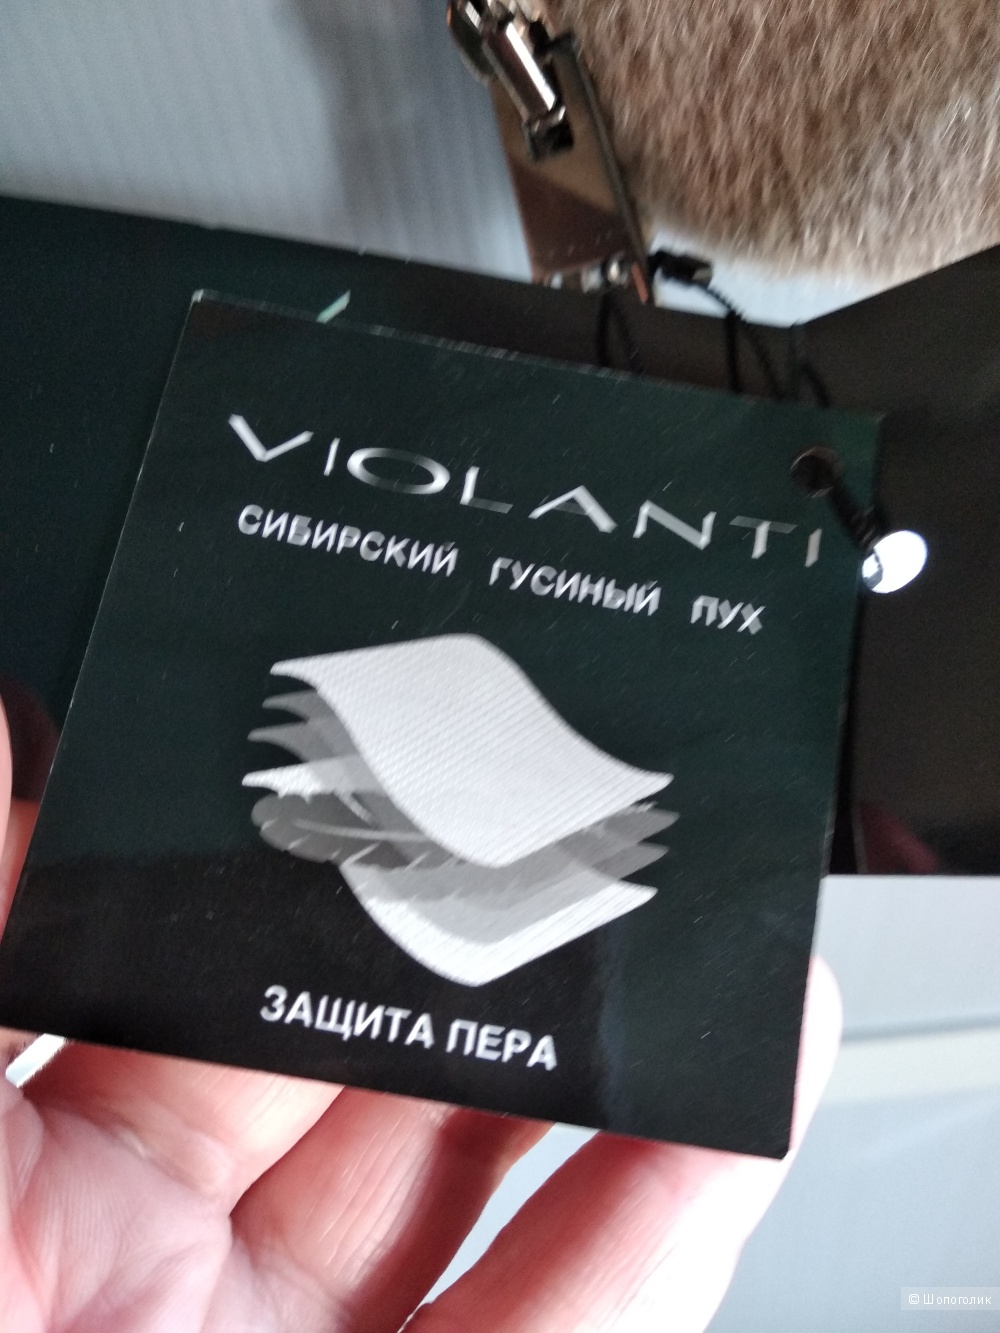 VIOLANTI
СИБИРСКИЙ ГУСИНЫЙ ПУХ
ЗАЩИТА ПЕРА
© Шопоголик